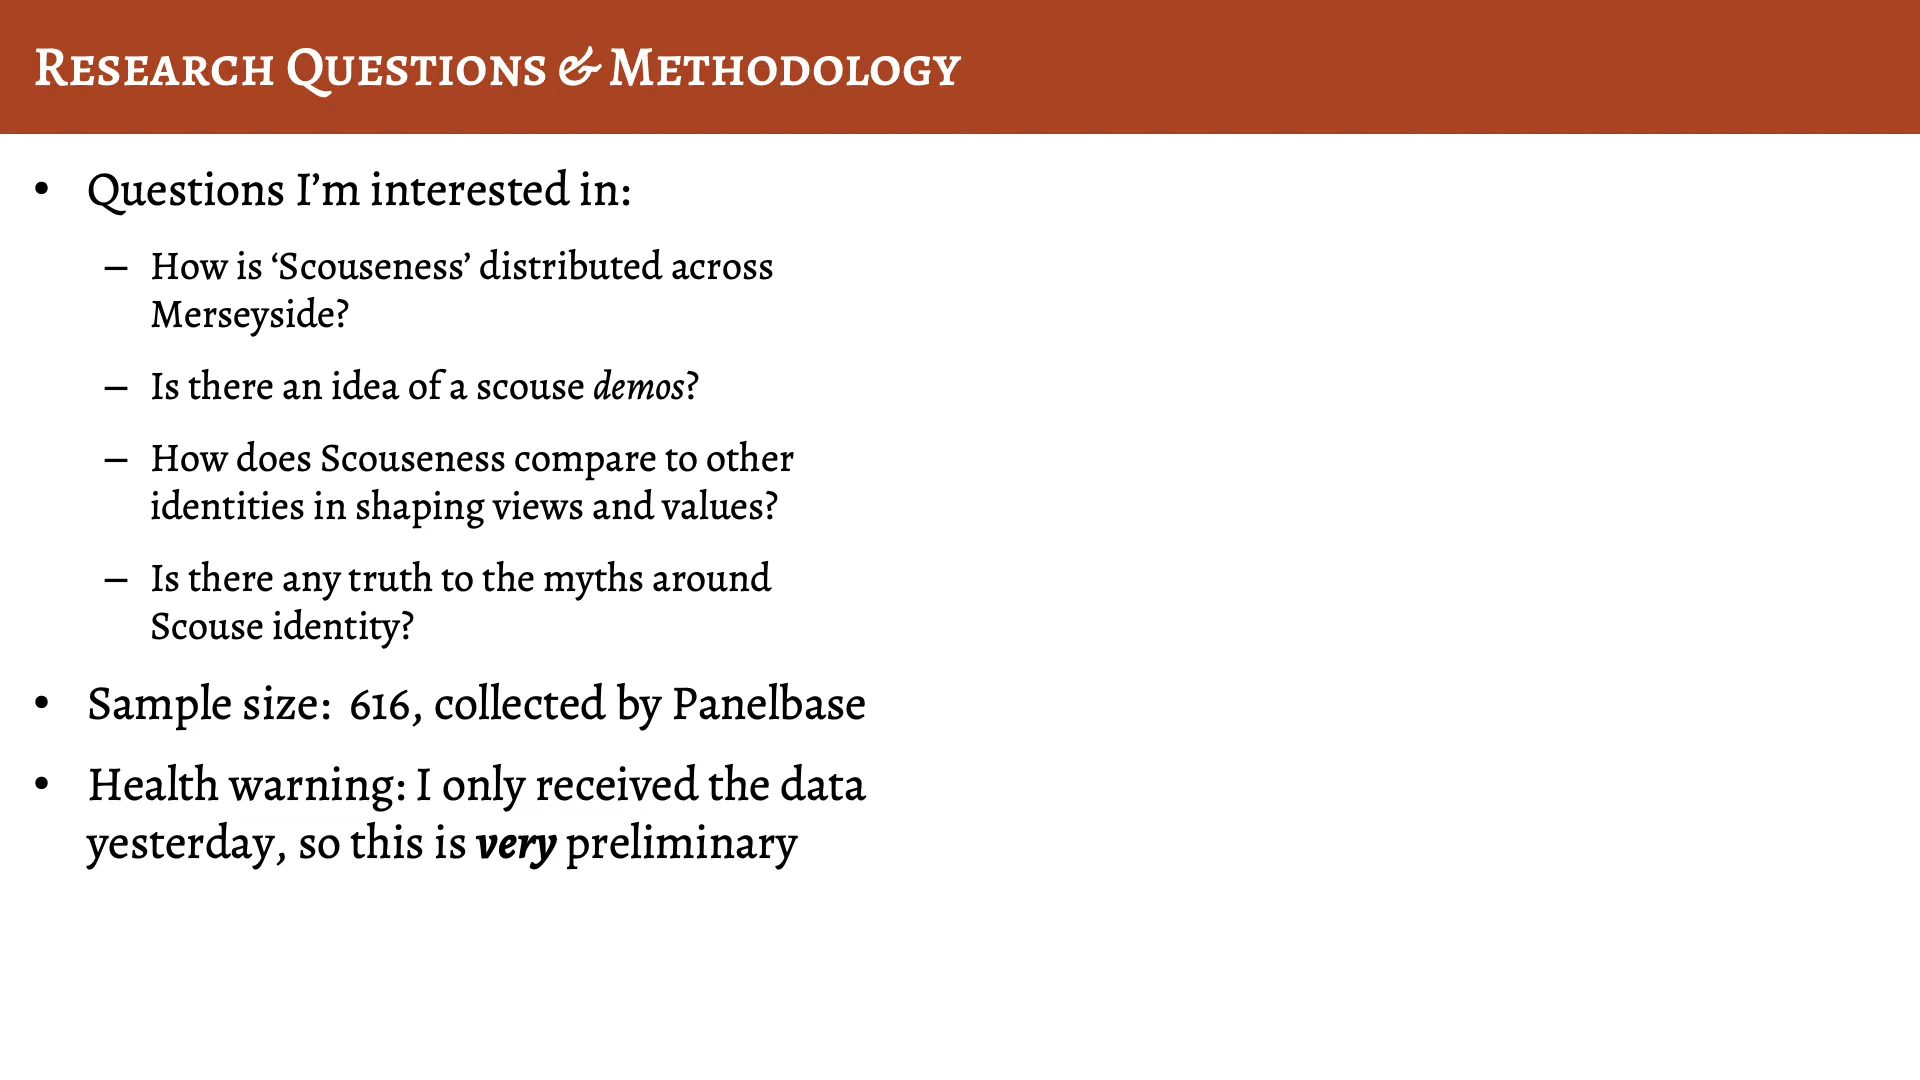 Research Questions & Methodology
• Questions I’m interested in:
– How is ‘Scouseness’ distributed across
Merseyside?
– Is there an idea of a scouse demos?
– How does Scouseness compare to other
identities in shaping views and values?
– Is there any truth to the myths around
Scouse identity?
• Sample size: 616, collected by Panelbase
• Health warning: I only received the data
yesterday, so this is very preliminary